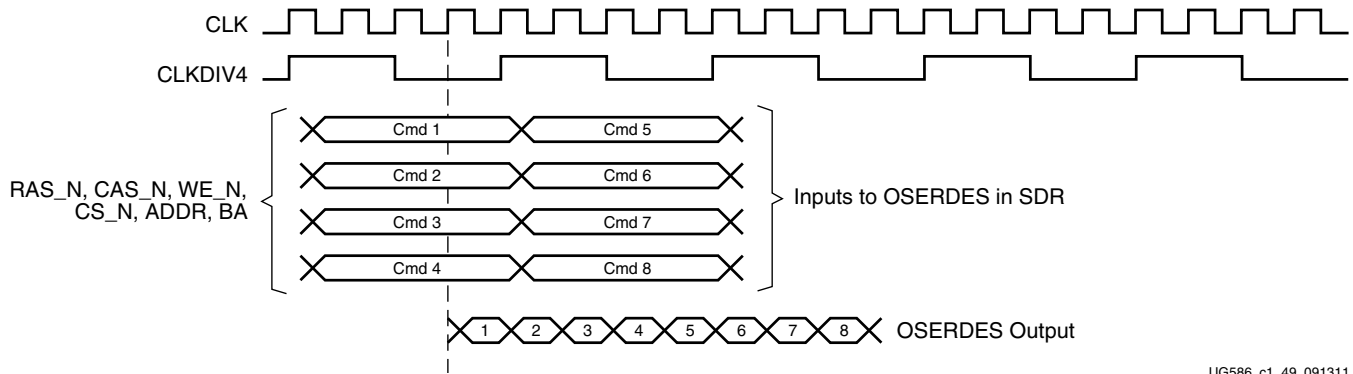 CLK
CLKDIV4
Cmd 1
Cmd 5
Cmd 2
Cmd 6
RAS_N, CAS_N, WE_N,
CS_N, ADDR, BA
Inputs to OSERDES in SDR
Cmd 3
Cmd 7
Cmd 4
Cmd 8
1 2 3 4 5 6 7 8 OSERDES Output
UG586_c1_49_091311